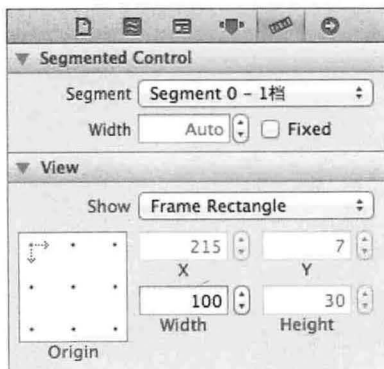 Segmented Control
Segment Segment 0 - 1档
Width Auto Fixed
View
Show Frame Rectangle
215 7
X Y
100 30
Width Height
Origin